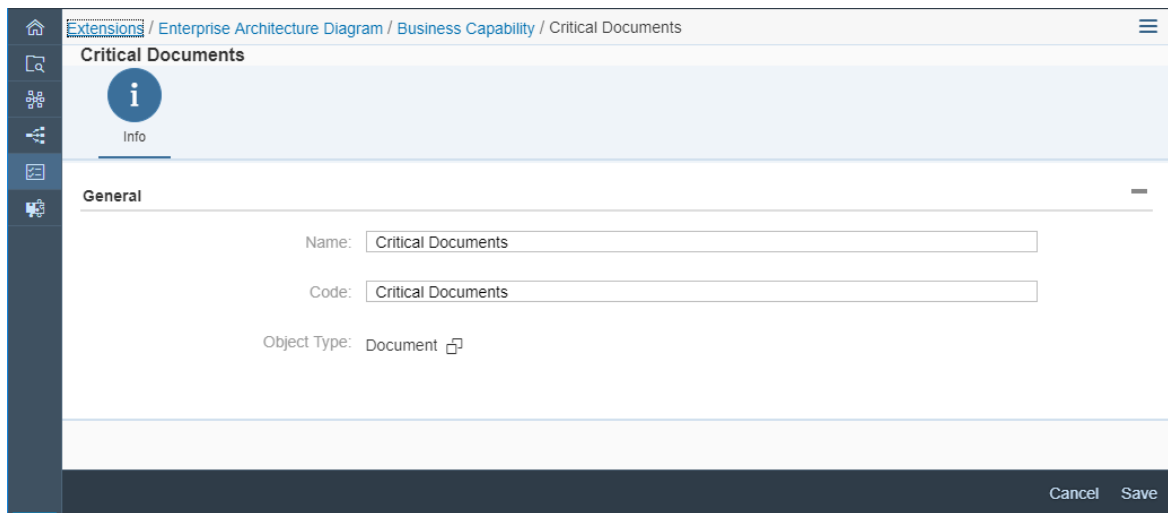 Extensions / Enterprise Architecture Diagram / Business Capability / Critical Documents
Critical Documents
i
Info
General
Name: Critical Documents
Code: Critical Documents
Object Type: Document
Cancel Save